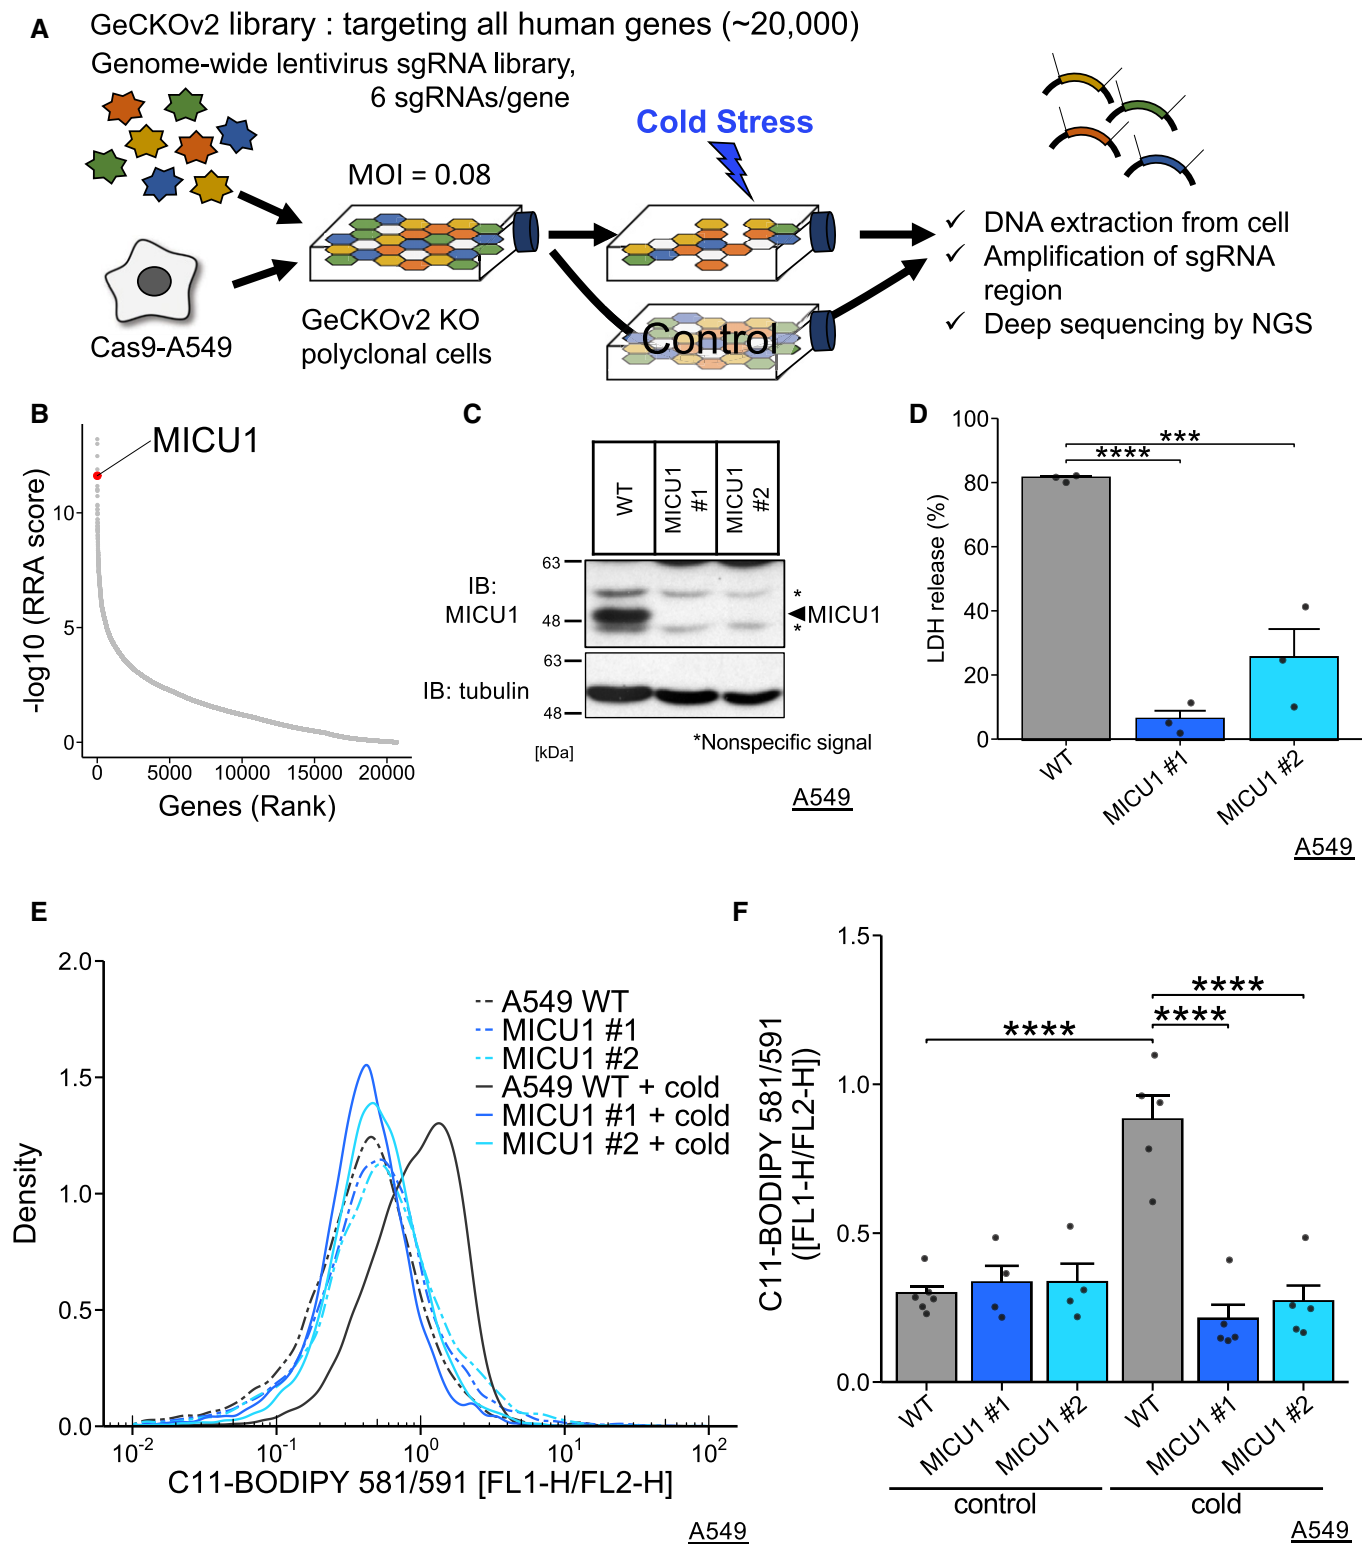 A
GeCKOv2 library : targeting all human genes (~20,000)
Genome-wide lentivirus sgRNA library,
6 sgRNAs/gene
Cold Stress
MOI = 0.08
Cas9-A549
GeCKOv2 KO
polyclonal cells
Control
✓ DNA extraction from cell
✓ Amplification of sgRNA
region
✓ Deep sequencing by NGS
B
MICU1
-log10 (RRA score)
10
5
0
0 5000 10000 15000 20000
Genes (Rank)
C
WT
MICU1
#1
MICU1
#2
IB:
MICU1
63
48
*
MICU1
*
IB: tubulin
63
48
[kDa]
*Nonspecific signal
A549
D
LDH release (%)
100
80
60
40
20
0
***
****
WT
MICU1 #1
MICU1 #2
A549
E
Density
2.0
1.5
1.0
0.5
0.0
A549 WT
MICU1 #1
MICU1 #2
A549 WT + cold
MICU1 #1 + cold
MICU1 #2 + cold
10-2 10-1 100 101 102
C11-BODIPY 581/591 [FL1-H/FL2-H]
A549
F
C11-BODIPY 581/591
([FL1-H/FL2-H])
1.5
1.0
0.5
0.0
****
****
****
WT
MICU1 #1
MICU1 #2
WT
MICU1 #1
MICU1 #2
control
cold
A549